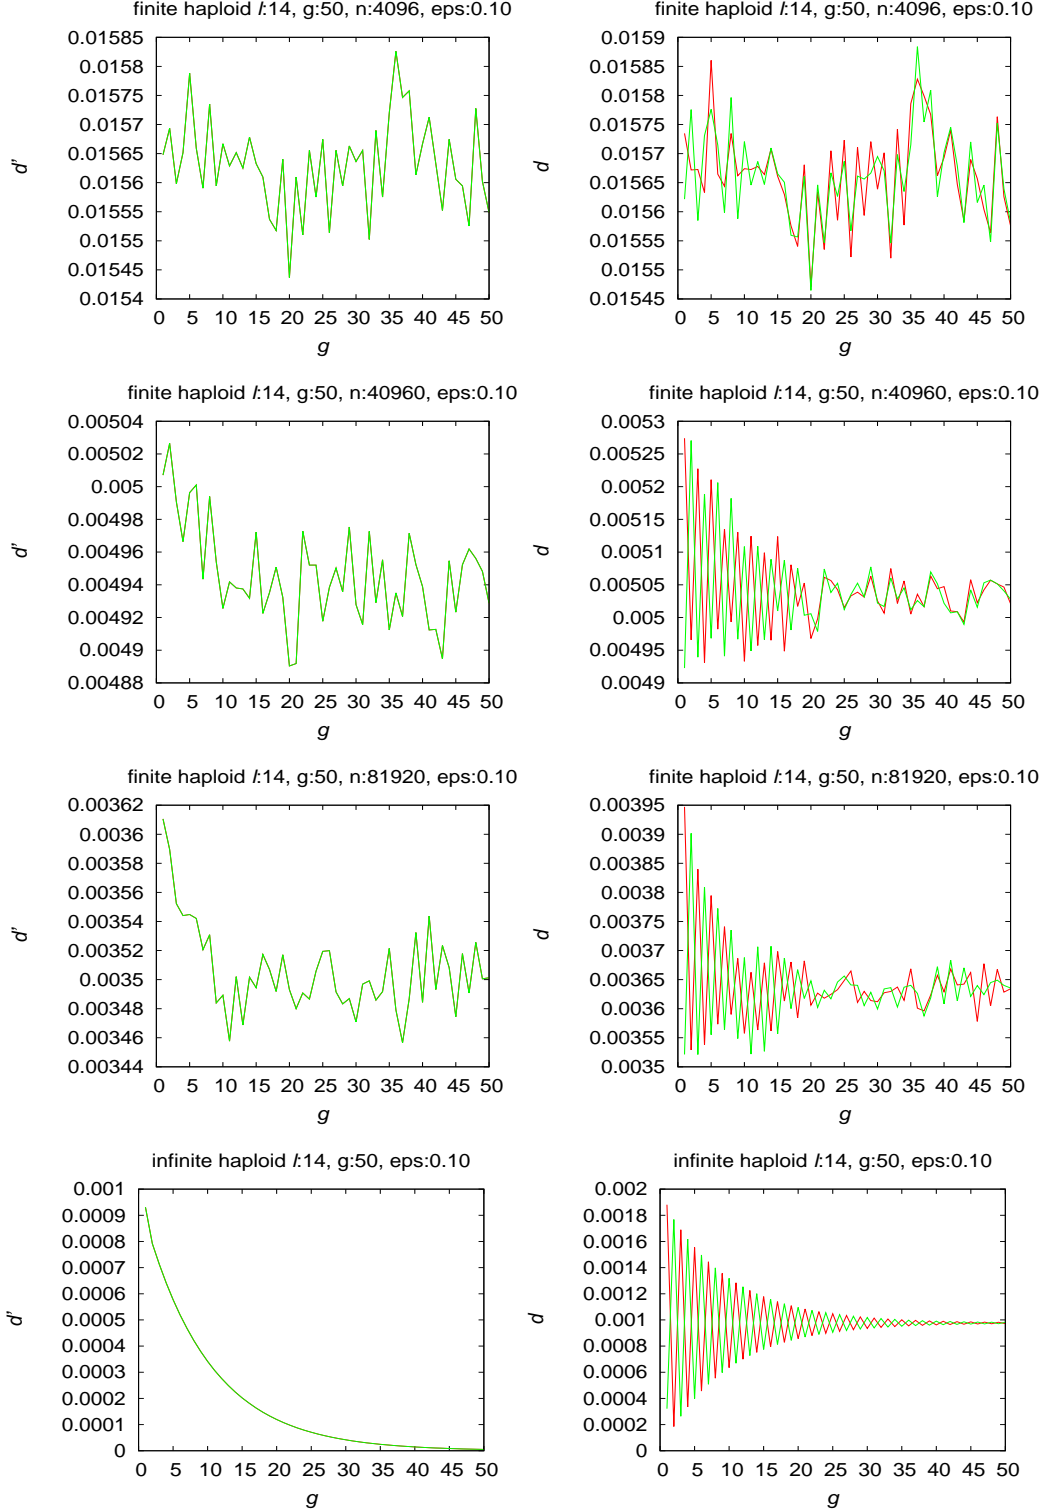 finite haploid l:14, g:50, n:4096, eps:0.10
0.01585
0.0158
0.01575
0.0157
0.01565
0.0156
0.01555
0.0155
0.01545
0.0154
d'
0 5 10 15 20 25 30 35 40 45 50
g
finite haploid l:14, g:50, n:4096, eps:0.10
0.0159
0.01585
0.0158
0.01575
0.0157
0.01565
0.0156
0.01555
0.0155
0.01545
d
0 5 10 15 20 25 30 35 40 45 50
g
finite haploid l:14, g:50, n:40960, eps:0.10
0.00504
0.00502
0.005
0.00498
0.00496
0.00494
0.00492
0.0049
0.00488
d'
0 5 10 15 20 25 30 35 40 45 50
g
finite haploid l:14, g:50, n:40960, eps:0.10
0.0053
0.00525
0.0052
0.00515
0.0051
0.00505
0.005
0.00495
0.0049
d
0 5 10 15 20 25 30 35 40 45 50
g
finite haploid l:14, g:50, n:81920, eps:0.10
0.00362
0.0036
0.00358
0.00356
0.00354
0.00352
0.0035
0.00348
0.00346
0.00344
d'
0 5 10 15 20 25 30 35 40 45 50
g
finite haploid l:14, g:50, n:81920, eps:0.10
0.00395
0.0039
0.00385
0.0038
0.00375
0.0037
0.00365
0.0036
0.00355
0.0035
d
0 5 10 15 20 25 30 35 40 45 50
g
infinite haploid l:14, g:50, eps:0.10
0.001
0.0009
0.0008
0.0007
0.0006
0.0005
0.0004
0.0003
0.0002
0.0001
0
d'
0 5 10 15 20 25 30 35 40 45 50
g
infinite haploid l:14, g:50, eps:0.10
0.002
0.0018
0.0016
0.0014
0.0012
0.001
0.0008
0.0006
0.0004
0.0002
0
d
0 5 10 15 20 25 30 35 40 45 50
g